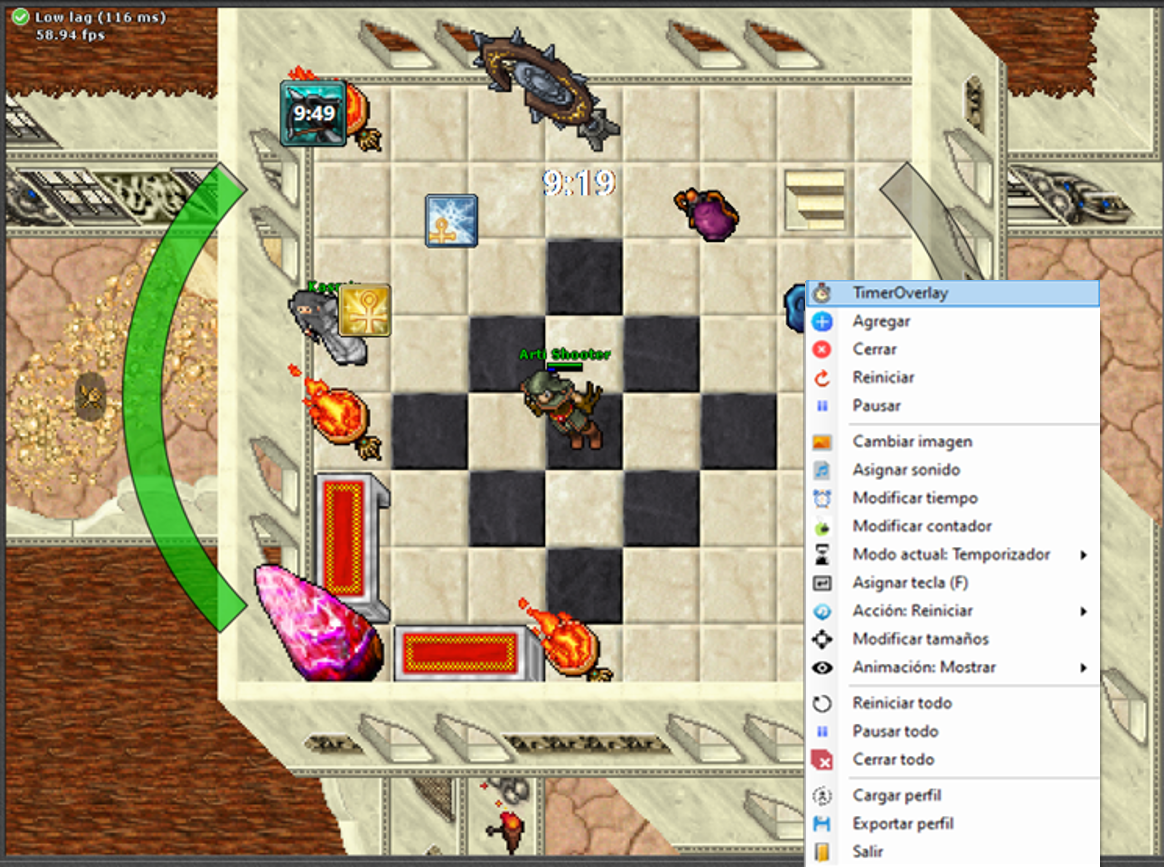 Low lag (116 ms)
58.94 fps
9:49
9:19
Arti Shooter
TimerOverlay
Agregar
Cerrar
Reiniciar
Pausar
Cambiar imagen
Asignar sonido
Modificar tiempo
Modificar contador
Modo actual: Temporizador
Asignar tecla (F)
Acción: Reiniciar
Modificar tamaños
Animación: Mostrar
Reiniciar todo
Pausar todo
Cerrar todo
Cargar perfil
Exportar perfil
Salir